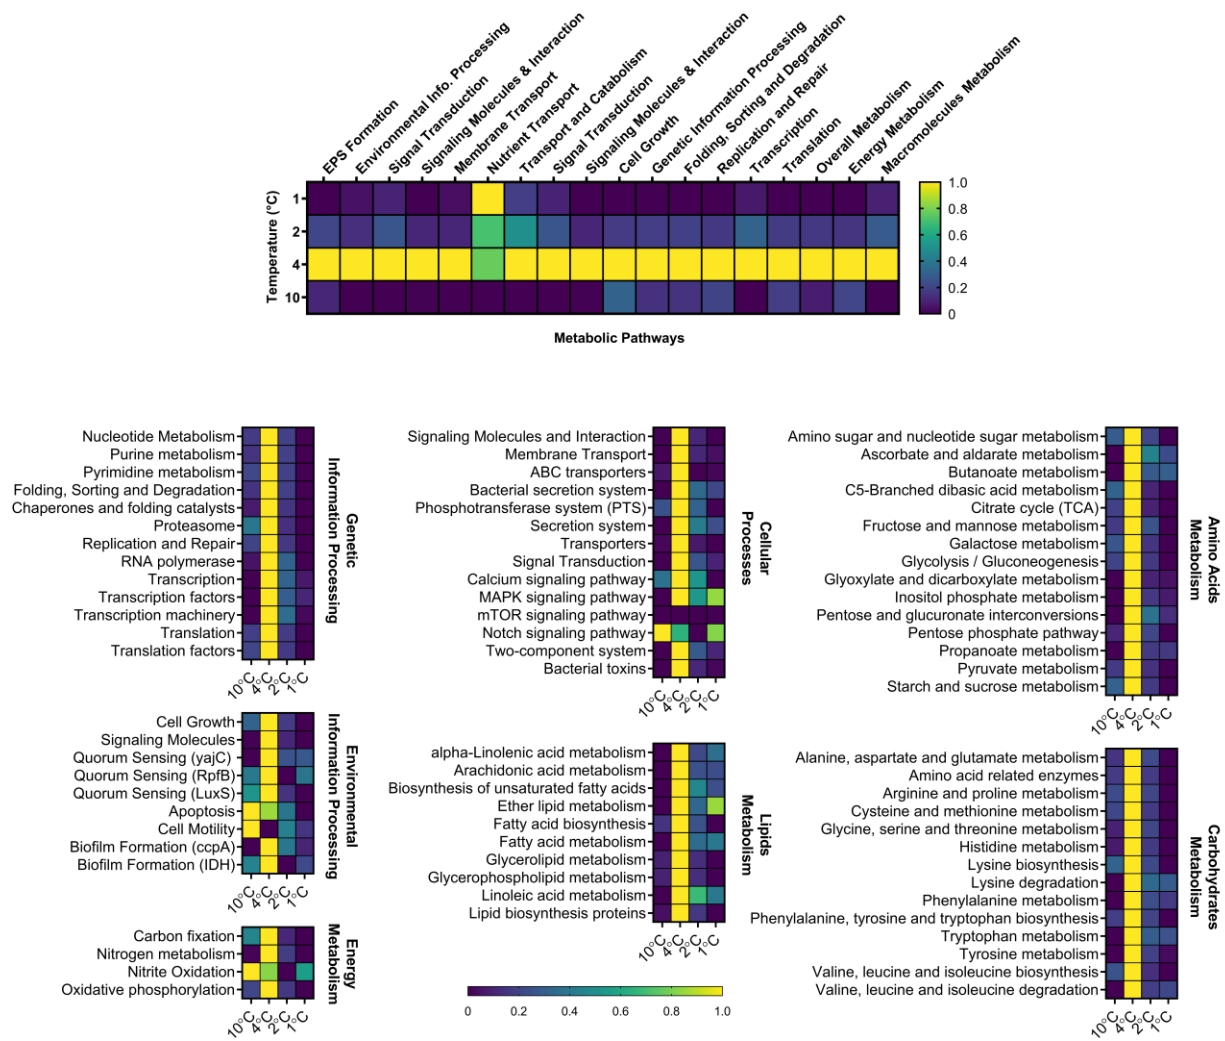 EPS Formation
Environmental Info. Processing
Signal Transduction
Signaling Molecules & Interaction
Membrane Transport
Nutrient Transport
Transport and Catabolism
Signal Transduction
Signaling Molecules & Interaction
Cell Growth
Genetic Information Processing
Folding, Sorting and Degradation
Replication and Repair
Transcription
Translation
Overall Metabolism
Energy Metabolism
Macromolecules Metabolism
Temperature (°C)
1
2
4
10
1.0
0.8
0.6
0.4
0.2
0
Metabolic Pathways
Nucleotide Metabolism
Purine metabolism
Pyrimidine metabolism
Folding, Sorting and Degradation
Chaperones and folding catalysts
Proteasome
Replication and Repair
RNA polymerase
Transcription
Transcription factors
Transcription machinery
Translation
Translation factors
10°C
4°C
2°C
1°C
Genetic
Information Processing
Cell Growth
Signaling Molecules
Quorum Sensing (yajC)
Quorum Sensing (RpfB)
Quorum Sensing (LuxS)
Apoptosis
Cell Motility
Biofilm Formation (ccpA)
Biofilm Formation (IDH)
10°C
4°C
2°C
1°C
Environmental
Information Processing
Carbon fixation
Nitrogen metabolism
Nitrite Oxidation
Oxidative phosphorylation
10°C
4°C
2°C
1°C
Energy
Metabolism
Signaling Molecules and Interaction
Membrane Transport
ABC transporters
Bacterial secretion system
Phosphotransferase system (PTS)
Secretion system
Transporters
Signal Transduction
Calcium signaling pathway
MAPK signaling pathway
mTOR signaling pathway
Notch signaling pathway
Two-component system
Bacterial toxins
10°C
4°C
2°C
1°C
Cellular
Processes
alpha-Linolenic acid metabolism
Arachidonic acid metabolism
Biosynthesis of unsaturated fatty acids
Ether lipid metabolism
Fatty acid biosynthesis
Fatty acid metabolism
Glycerolipid metabolism
Glycerophospholipid metabolism
Linoleic acid metabolism
Lipid biosynthesis proteins
10°C
4°C
2°C
1°C
Lipids
Metabolism
0
0.2
0.4
0.6
0.8
1.0
Amino sugar and nucleotide sugar metabolism
Ascorbate and aldarate metabolism
Butanoate metabolism
C5-Branched dibasic acid metabolism
Citrate cycle (TCA)
Fructose and mannose metabolism
Galactose metabolism
Glycolysis / Gluconeogenesis
Glyoxylate and dicarboxylate metabolism
Inositol phosphate metabolism
Pentose and glucuronate interconversions
Pentose phosphate pathway
Propanoate metabolism
Pyruvate metabolism
Starch and sucrose metabolism
10°C
4°C
2°C
1°C
Amino Acids
Metabolism
Alanine, aspartate and glutamate metabolism
Amino acid related enzymes
Arginine and proline metabolism
Cysteine and methionine metabolism
Glycine, serine and threonine metabolism
Histidine metabolism
Lysine biosynthesis
Lysine degradation
Phenylalanine metabolism
Phenylalanine, tyrosine and tryptophan biosynthesis
Tryptophan metabolism
Tyrosine metabolism
Valine, leucine and isoleucine biosynthesis
Valine, leucine and isoleucine degradation
10°C
4°C
2°C
1°C
Carbohydrates
Metabolism